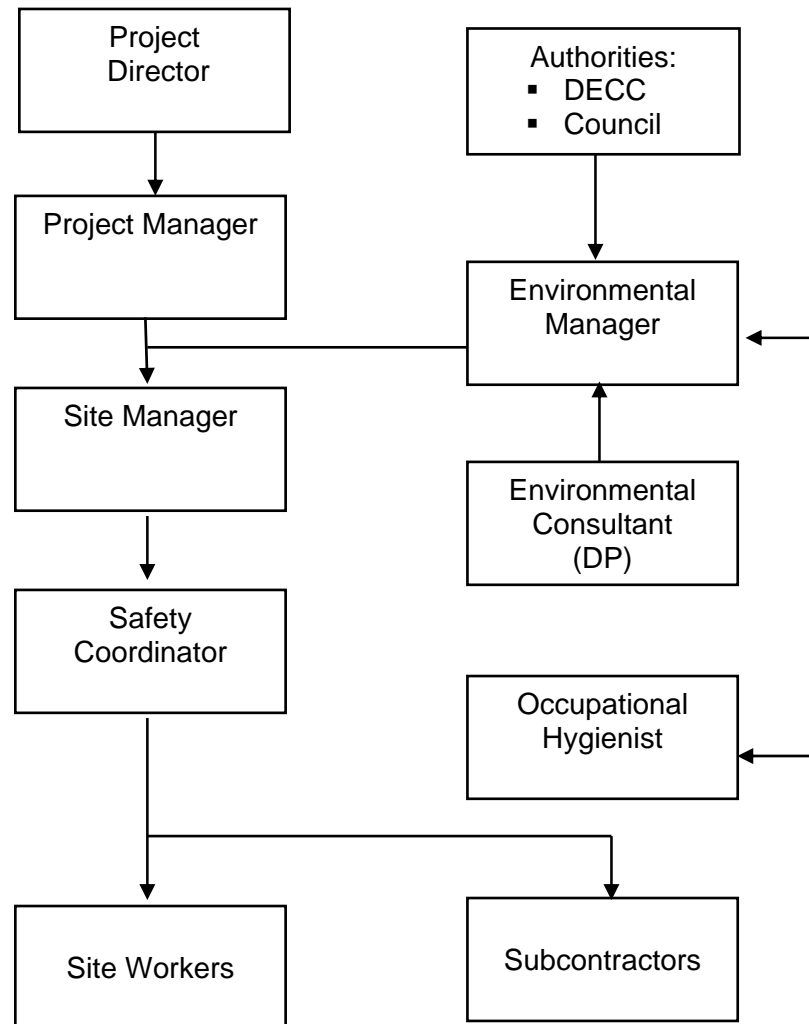 Project
Director
Authorities:
▪ DECC
▪ Council
Project Manager
Environmental
Manager
Site Manager
Environmental
Consultant
(DP)
Safety
Coordinator
Occupational
Hygienist
Site Workers
Subcontractors